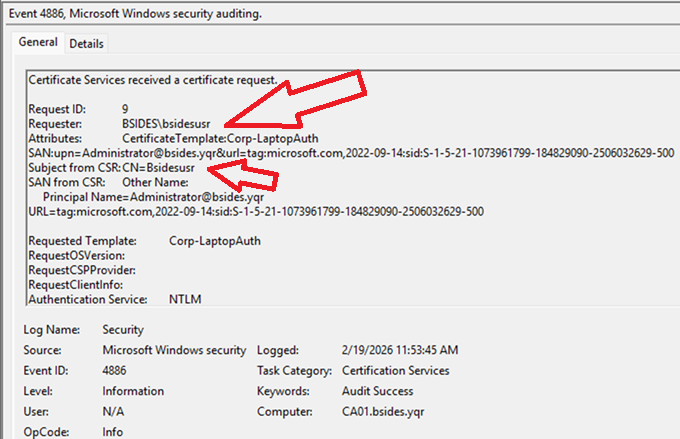 Event 4886, Microsoft Windows security auditing.
General Details
Certificate Services received a certificate request.
Request ID: 9
Requester: BSIDES\bsidesusr
Attributes: CertificateTemplate:Corp-LaptopAuth
SAN:upn=Administrator@bsides.yqr&url=tag:microsoft.com,2022-09-14:sid:S-1-5-21-1073961799-184829090-2506032629-500
Subject from CSR: CN=Bsidesusr
SAN from CSR: Other Name:
Principal Name=Administrator@bsides.yqr
URL=tag:microsoft.com,2022-09-14:sid:S-1-5-21-1073961799-184829090-2506032629-500
Requested Template: Corp-LaptopAuth
RequestOSVersion:
RequestCSPProvider:
RequestClientInfo:
Authentication Service: NTLM
Log Name: Security
Source: Microsoft Windows security Logged: 2/19/2026 11:53:45 AM
Event ID: 4886 Task Category: Certification Services
Level: Information Keywords: Audit Success
User: N/A Computer: CA01.bsides.yqr
OpCode: Info